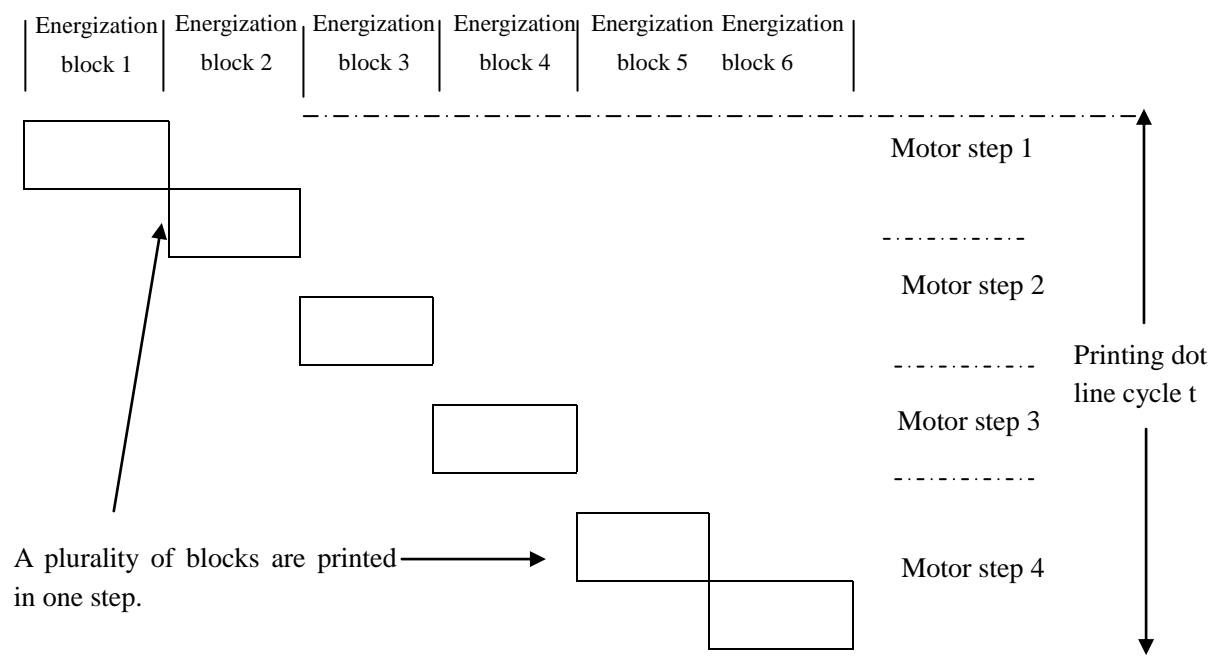 Energization Energization Energization Energization Energization Energization
block 1 block 2 block 3 block 4 block 5 block 6
Motor step 1
Motor step 2
Printing dot
line cycle t
Motor step 3
A plurality of blocks are printed
in one step.
Motor step 4